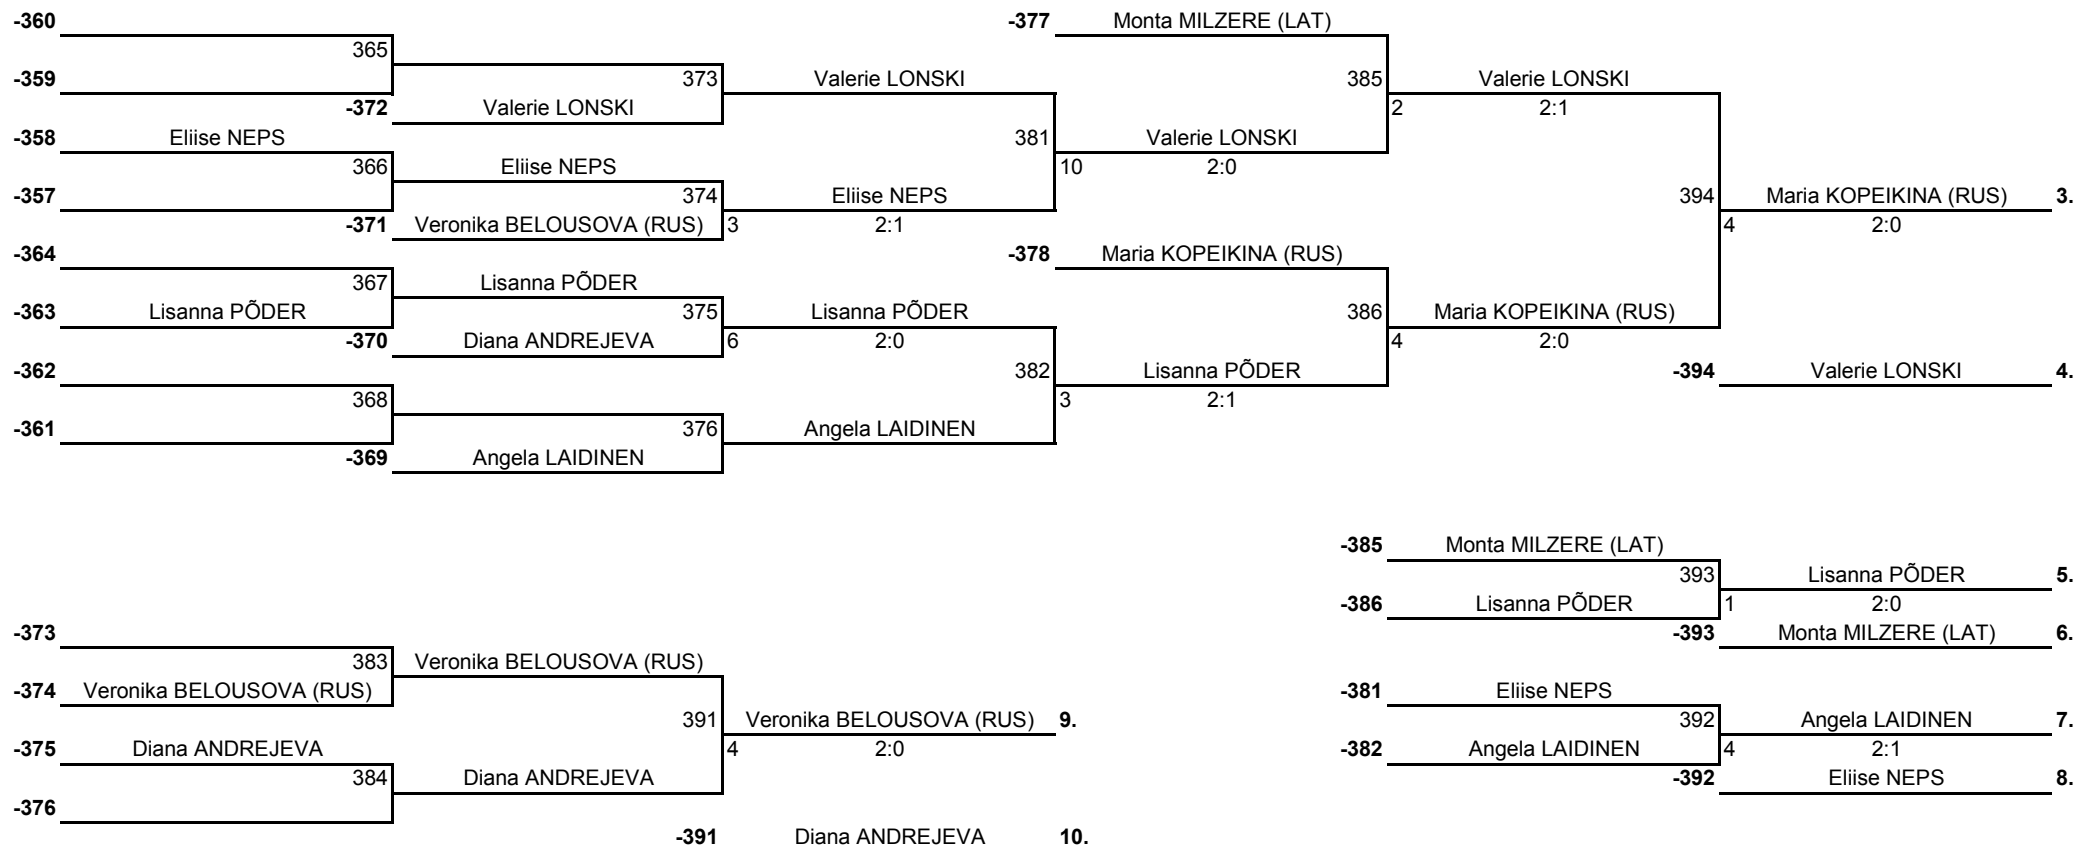 -360 -377 Monta MILZERE (LAT)
365
-359 373 Valerie LONSKI 385 Valerie LONSKI
-372 Valerie LONSKI 2 2:1
-358 Eliise NEPS 381 Valerie LONSKI
366 Eliise NEPS 10 2:0
-357 374 Eliise NEPS 394 Maria KOPEIKINA (RUS) 3.
-371 Veronika BELOUSOVA (RUS) 3 2:1 4 2:0
-364 -378 Maria KOPEIKINA (RUS)
367 Lisanna PÕDER
-363 Lisanna PÕDER 375 Lisanna PÕDER 386 Maria KOPEIKINA (RUS)
-370 Diana ANDREJEVA 6 2:0 4 2:0
-362 382 Lisanna PÕDER -394 Valerie LONSKI 4.
368 3 2:1
-361 376 Angela LAIDINEN
-369 Angela LAIDINEN
-385 Monta MILZERE (LAT)
393 Lisanna PÕDER 5.
-386 Lisanna PÕDER 1 2:0
-373 -393 Monta MILZERE (LAT) 6.
383 Veronika BELOUSOVA (RUS)
-374 Veronika BELOUSOVA (RUS) -381 Eliise NEPS
391 Veronika BELOUSOVA (RUS) 9. 392 Angela LAIDINEN 7.
-375 Diana ANDREJEVA 4 2:0 -382 Angela LAIDINEN 4 2:1
384 Diana ANDREJEVA -392 Eliise NEPS 8.
-376
-391 Diana ANDREJEVA 10.